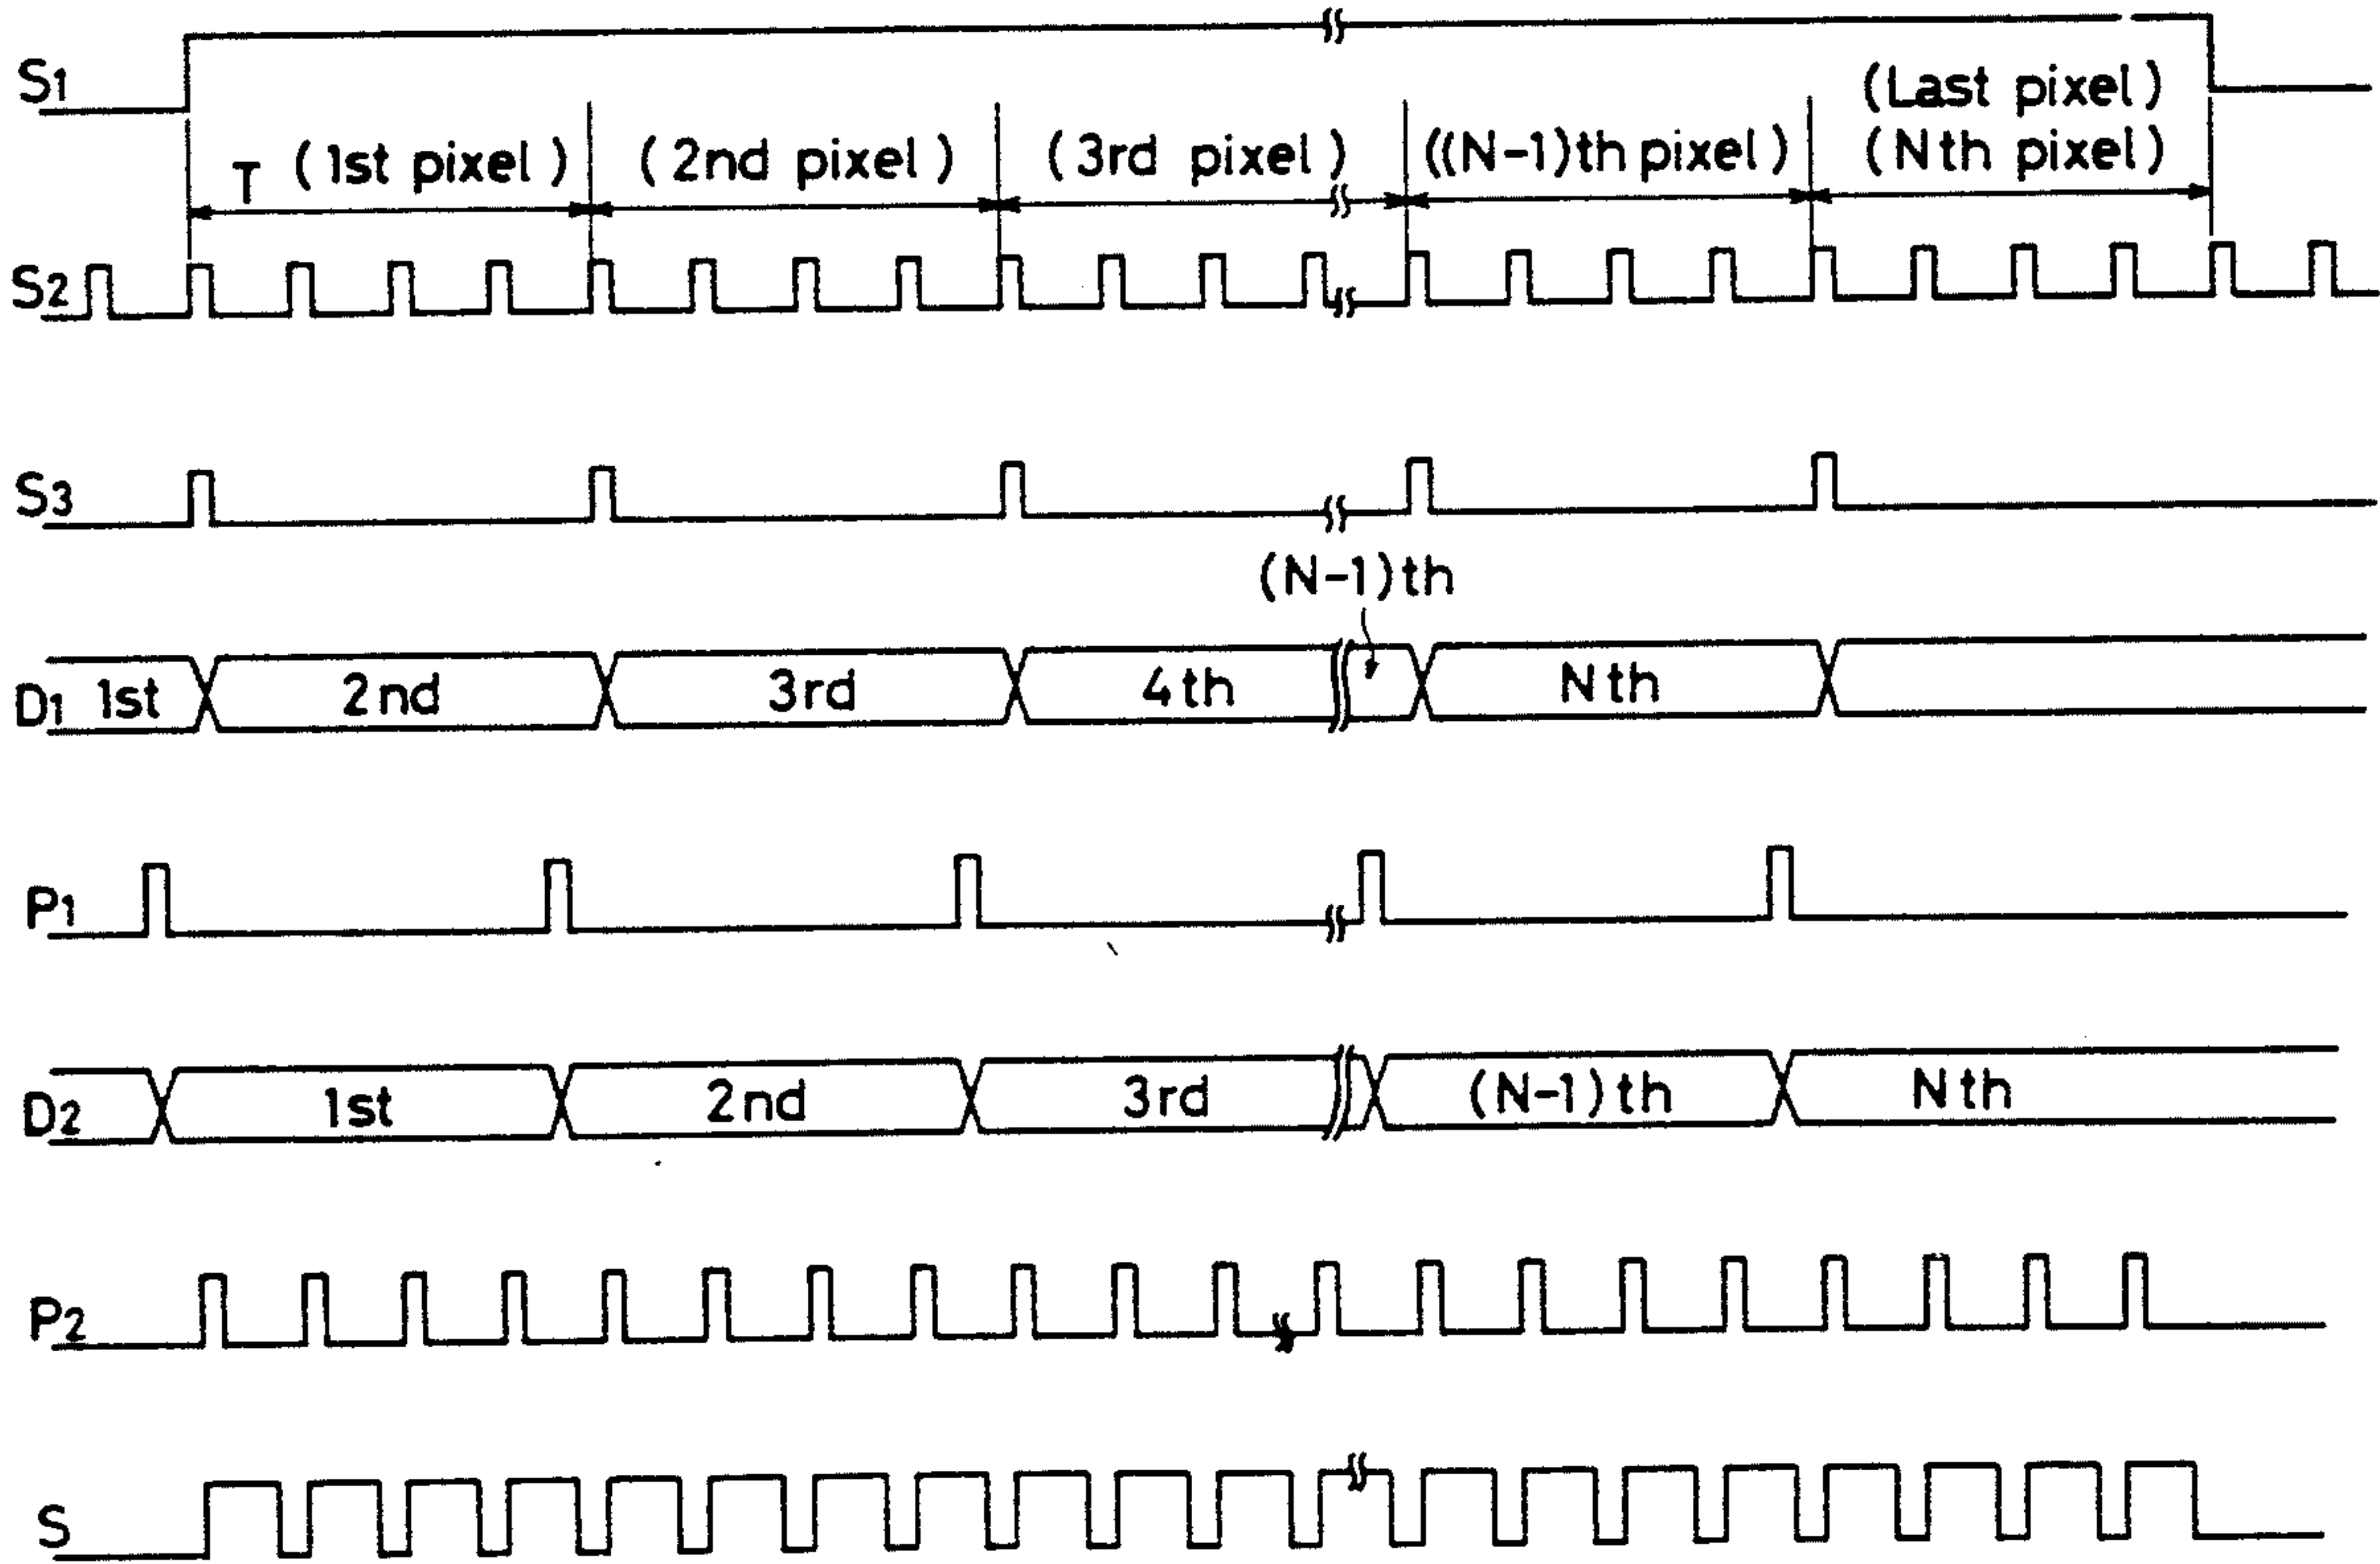 S1
(Last pixel)
T (1st pixel) (2nd pixel) (3rd pixel) ((N-1)th pixel) (Nth pixel)
S2
S3
(N-1)th
D1 1st 2nd 3rd 4th Nth
P1
D2 1st 2nd 3rd (N-1)th Nth
P2
S